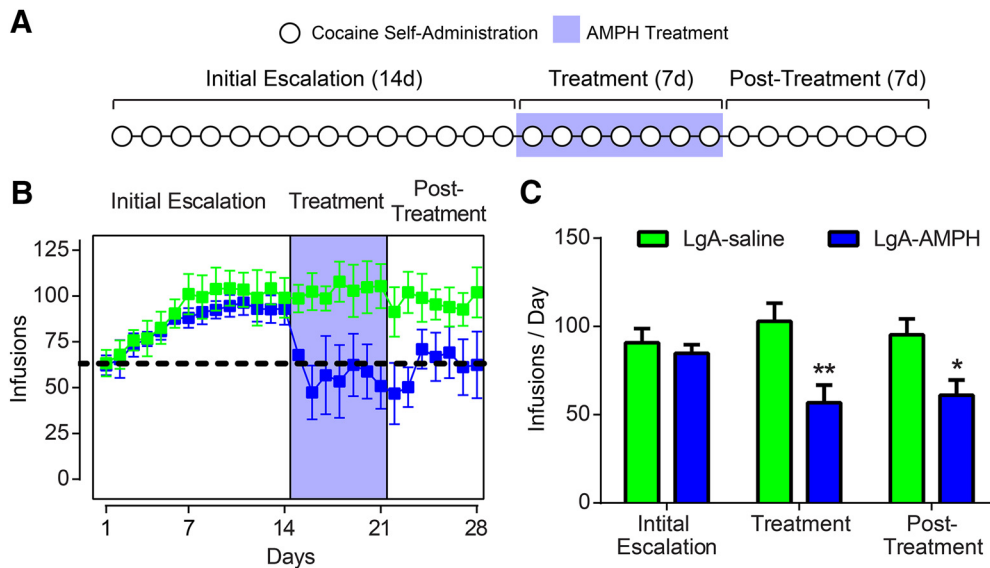 A
Cocaine Self-Administration
AMPH Treatment
Initial Escalation (14d)
Treatment (7d)
Post-Treatment (7d)
B
Initial Escalation
Treatment
Post-
Treatment
Infusions
125
100
75
50
25
0
1
7
14
21
28
Days
C
LgA-saline
LgA-AMPH
Infusions / Day
150
100
50
0
**
*
Intital
Escalation
Treatment
Post-
Treatment